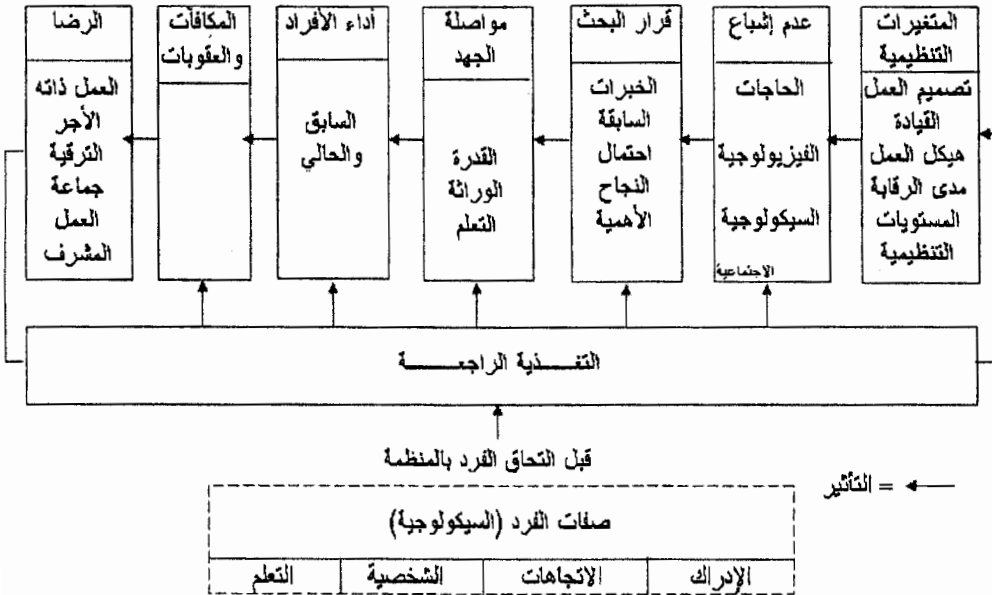 المتغيرات
التنظيمية
تصميم العمل
القيادة
هيكل العمل
مدى الرقابة
المستويات
التنظيمية
عدم إشباع
الحاجات
الفيزيولوجية
السيكولوجية
الاجتماعية
قرار البحث
الخبرات
السابقة
احتمال
النجاح
الأهمية
مواصلة
الجهد
القدرة
الوراثة
التعلم
أداء الأفراد
السابق
والحالي
المكافآت
والعقوبات
الرضا
العمل ذاته
الأجر
الترقية
جماعة
العمل
المشرف
التغـــذية الراجعــــــة
قبل التحاق الفرد بالمنظمة
= التأثير
صفات الفرد (السيكولوجية)
الإدراك
الاتجاهات
الشخصية
التعلم